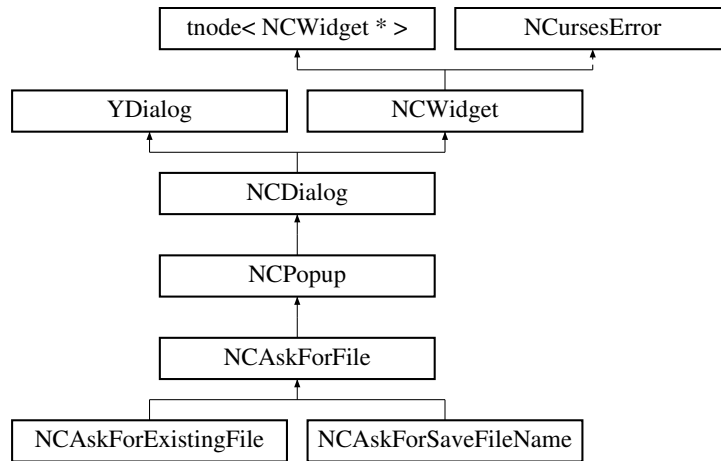 tnode< NCWidget * >
NCursesError
YDialog
NCWidget
NCDialog
NCPopup
NCAskForFile
NCAskForExistingFile
NCAskForSaveFileName